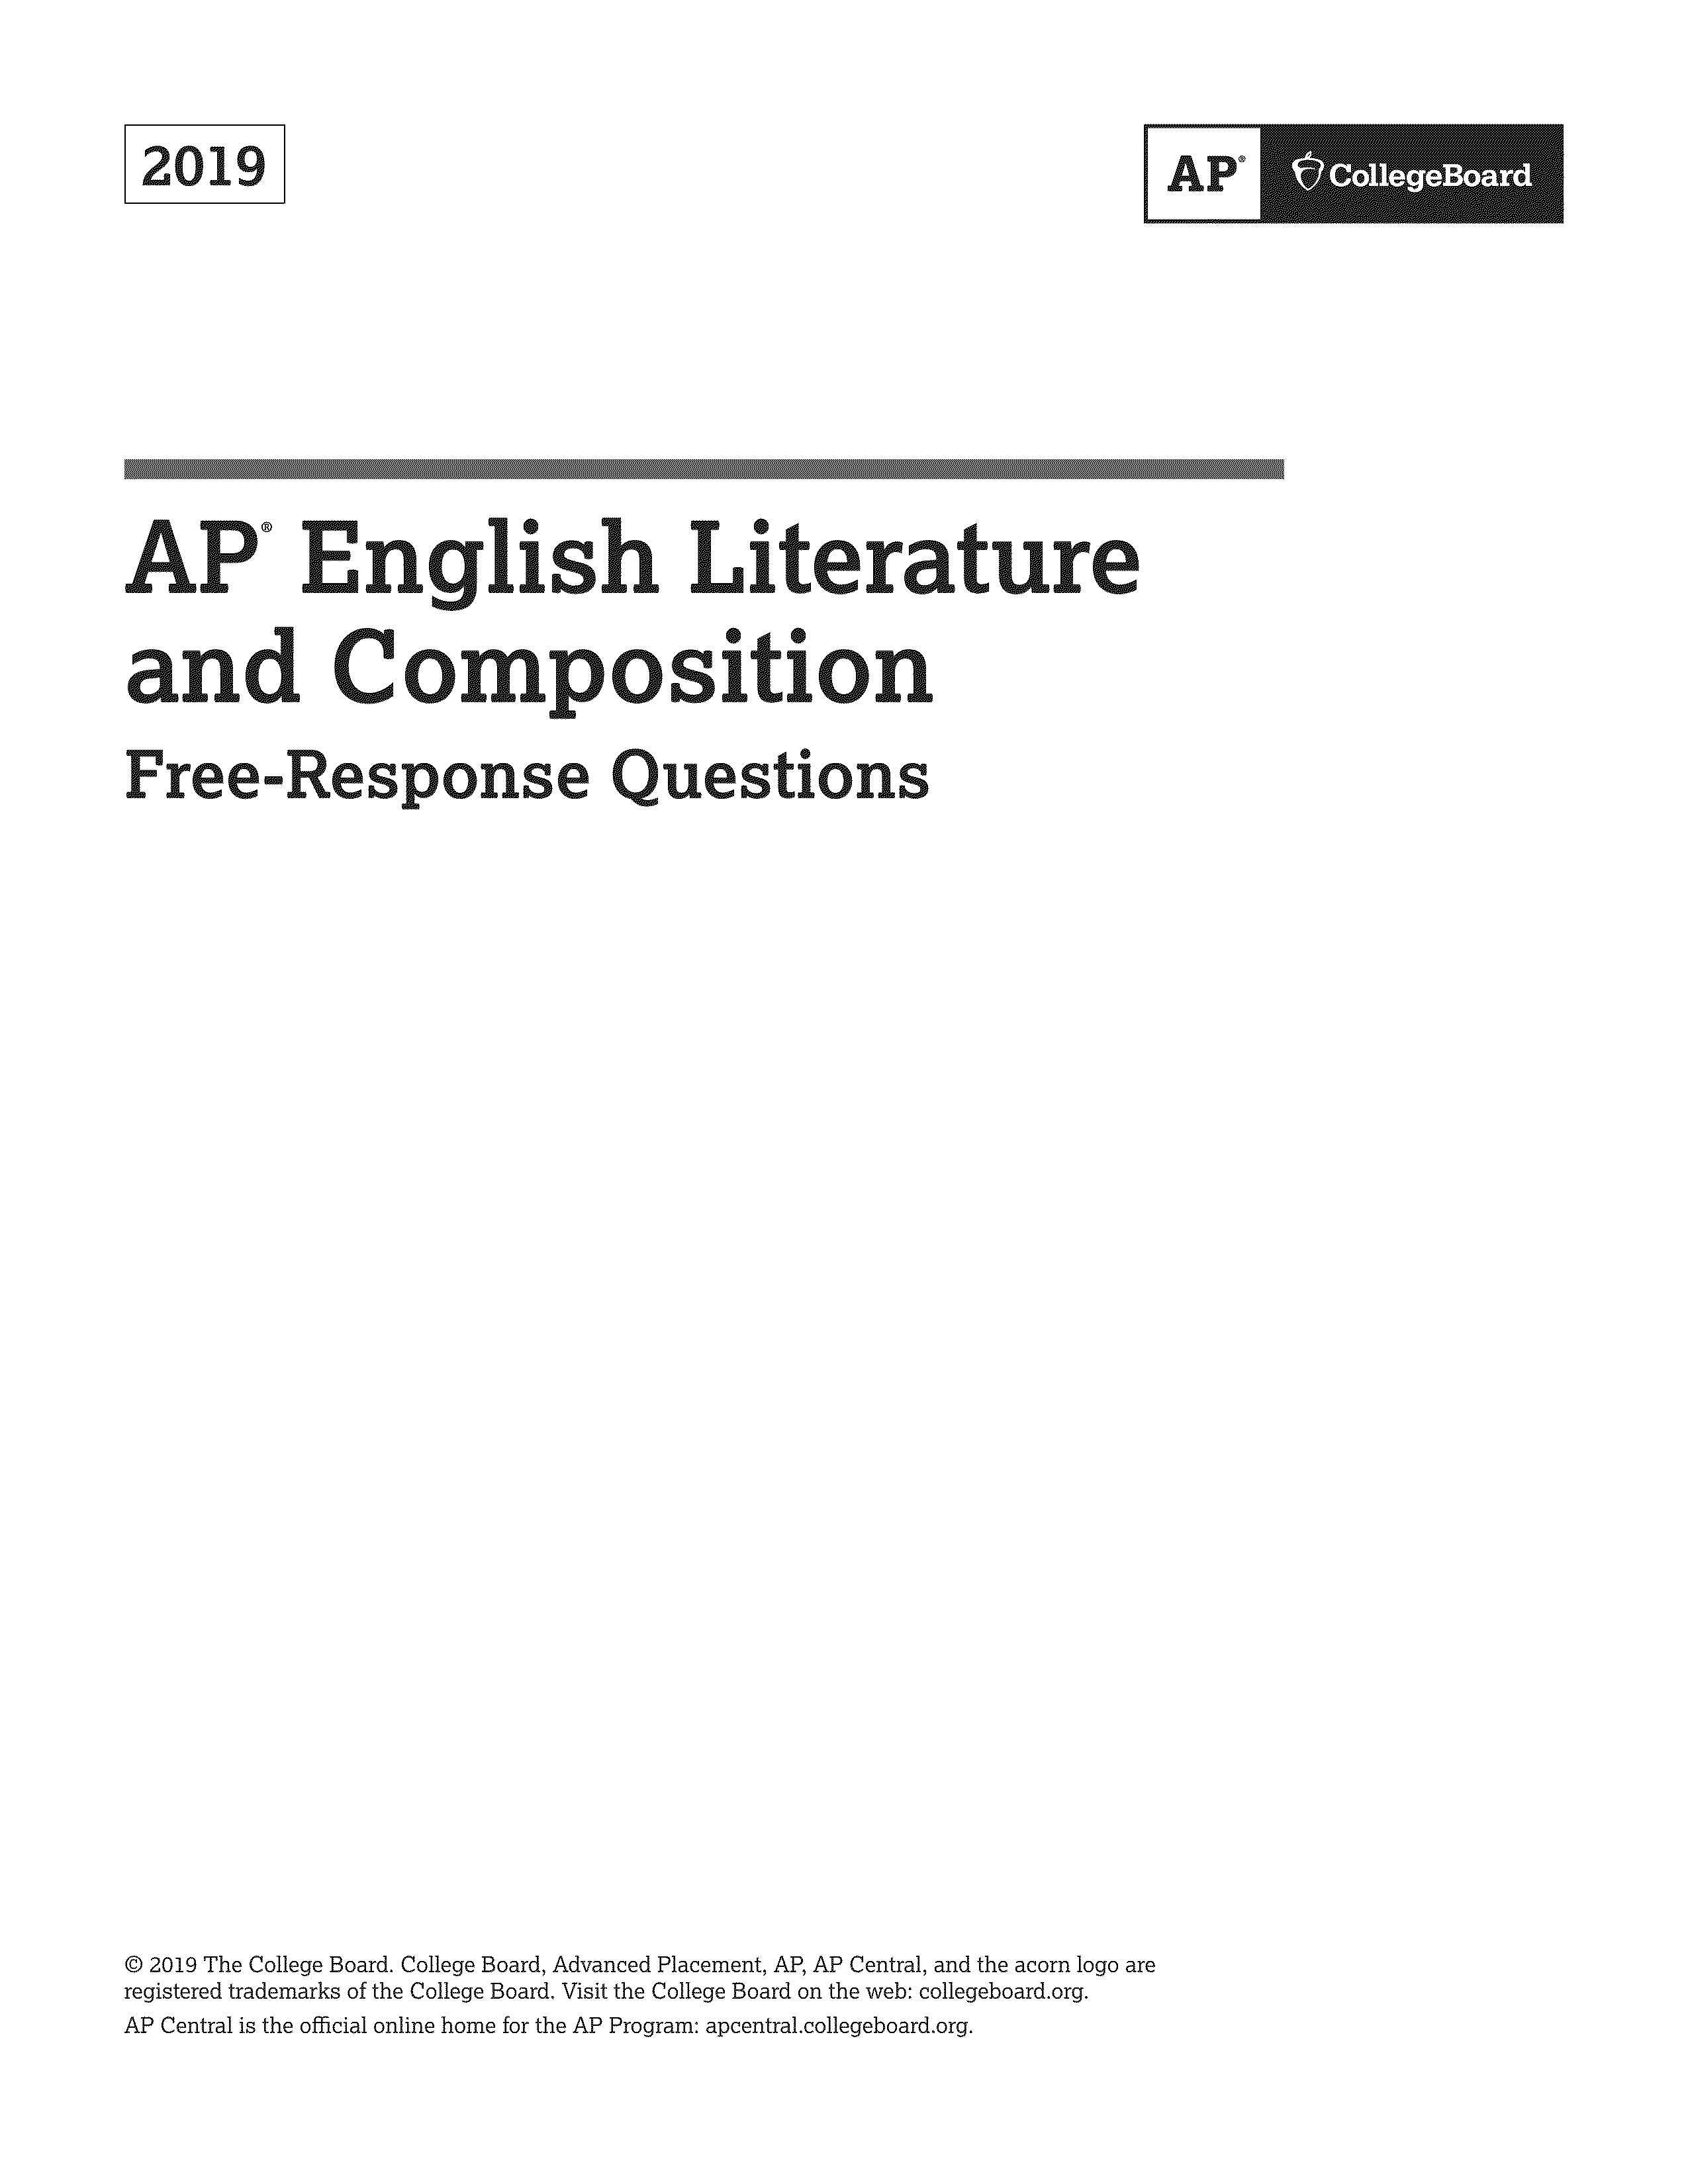 2019
AP® CollegeBoard
AP® English Literature
and Composition
Free-Response Questions
© 2019 The College Board. College Board, Advanced Placement, AP, AP Central, and the acorn logo are
registered trademarks of the College Board. Visit the College Board on the web: collegeboard.org.
AP Central is the official online home for the AP Program: apcentral.collegeboard.org.